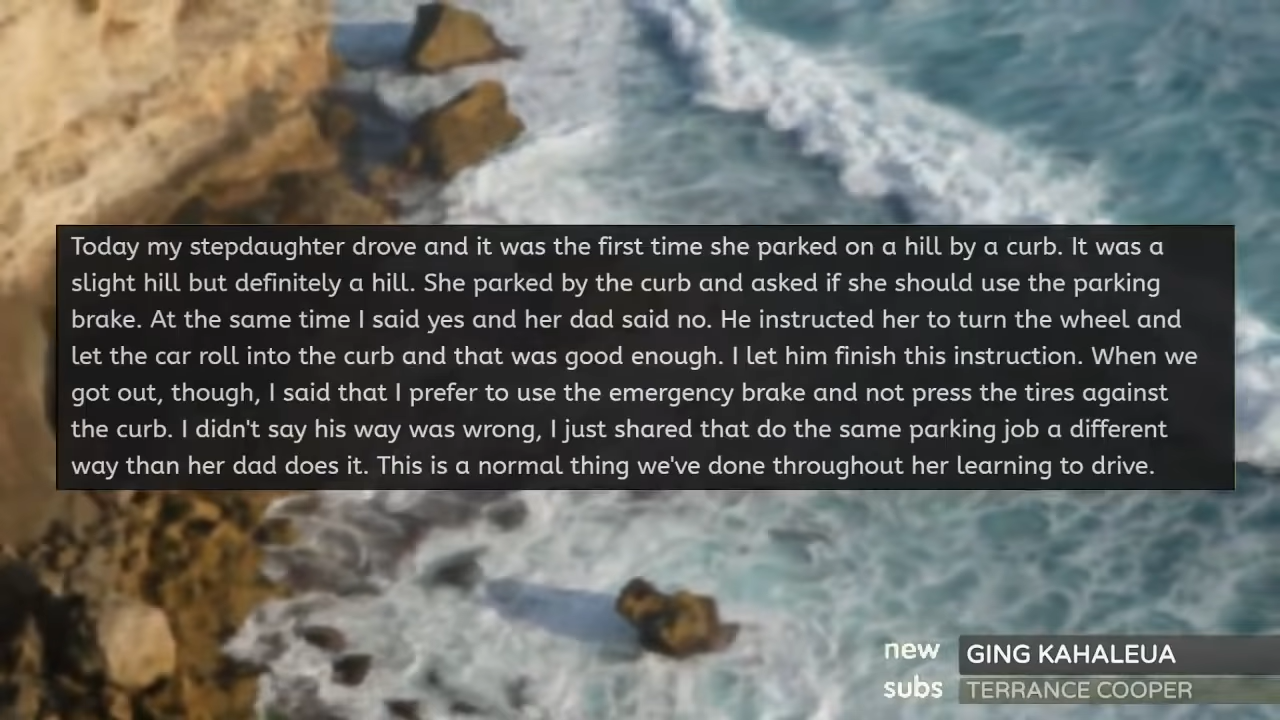 Today my stepdaughter drove and it was the first time she parked on a hill by a curb. It was a
slight hill but definitely a hill. She parked by the curb and asked if she should use the parking
brake. At the same time I said yes and her dad said no. He instructed her to turn the wheel and
let the car roll into the curb and that was good enough. I let him finish this instruction. When we
got out, though, I said that I prefer to use the emergency brake and not press the tires against
the curb. I didn't say his way was wrong, I just shared that do the same parking job a different
way than her dad does it. This is a normal thing we've done throughout her learning to drive.
new GING KAHALEUA
subs TERRANCE COOPER